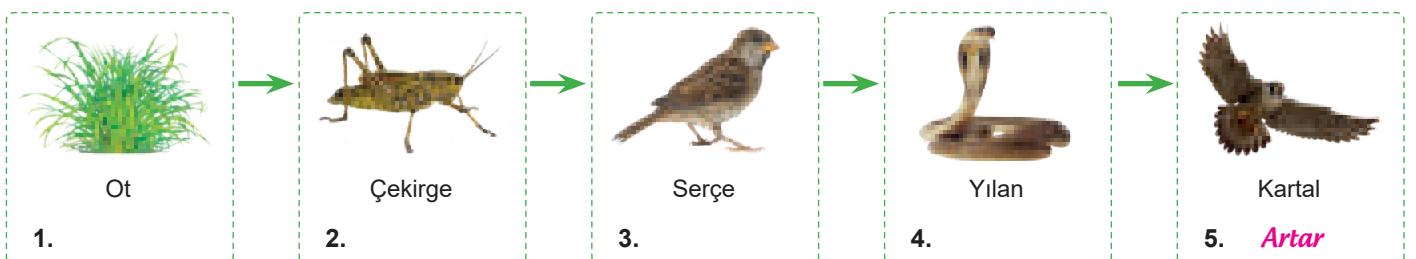 Ot
Çekirge
Serçe
Yılan
Kartal
1.
2.
3.
4.
5. Artar